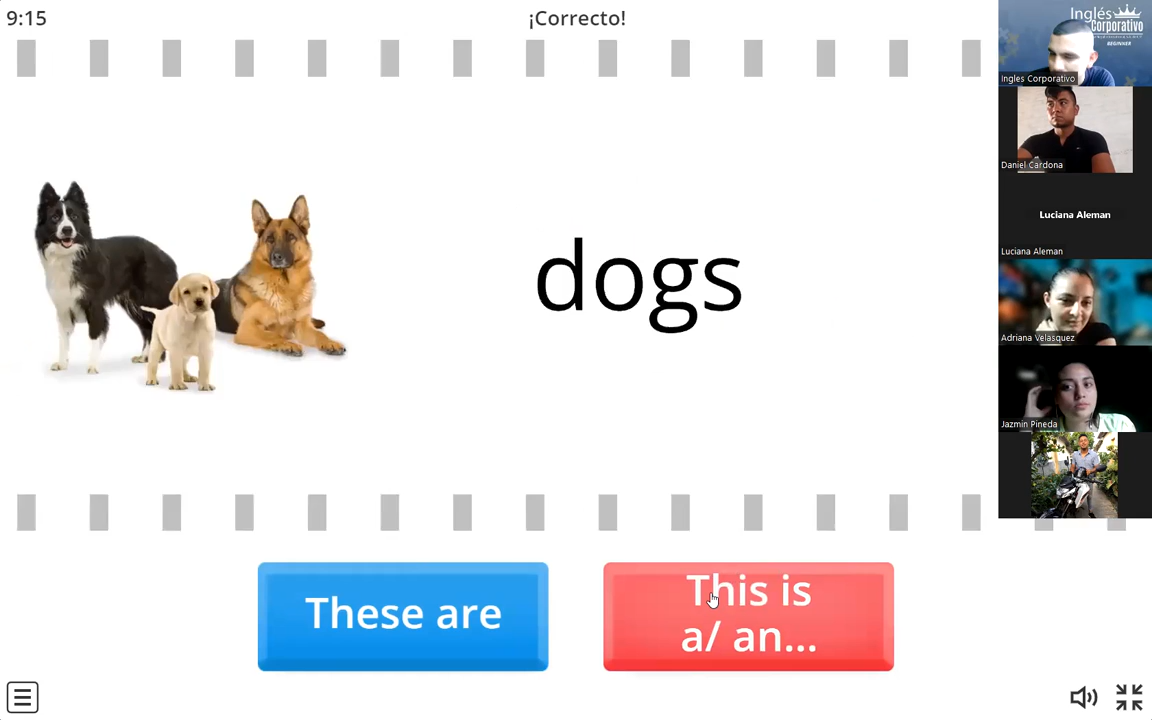 9:15
¡Correcto!
Inglés
Corporativo
BEGINNER
Ingles Corporativo
Daniel Cardona
Luciana Aleman
Luciana Aleman
Adriana Velasquez
Jazmin Pineda
dogs
These are
This is
a/ an...